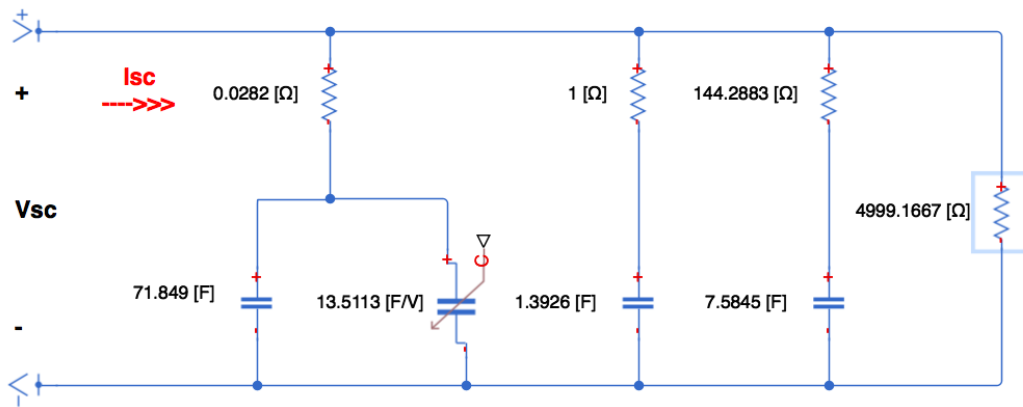 +
Isc
---->>>
+
0.0282 [Ω]
1 [Ω]
144.2883 [Ω]
Vsc
4999.1667 [Ω]
C
71.849 [F]
13.5113 [F/V]
1.3926 [F]
7.5845 [F]
-